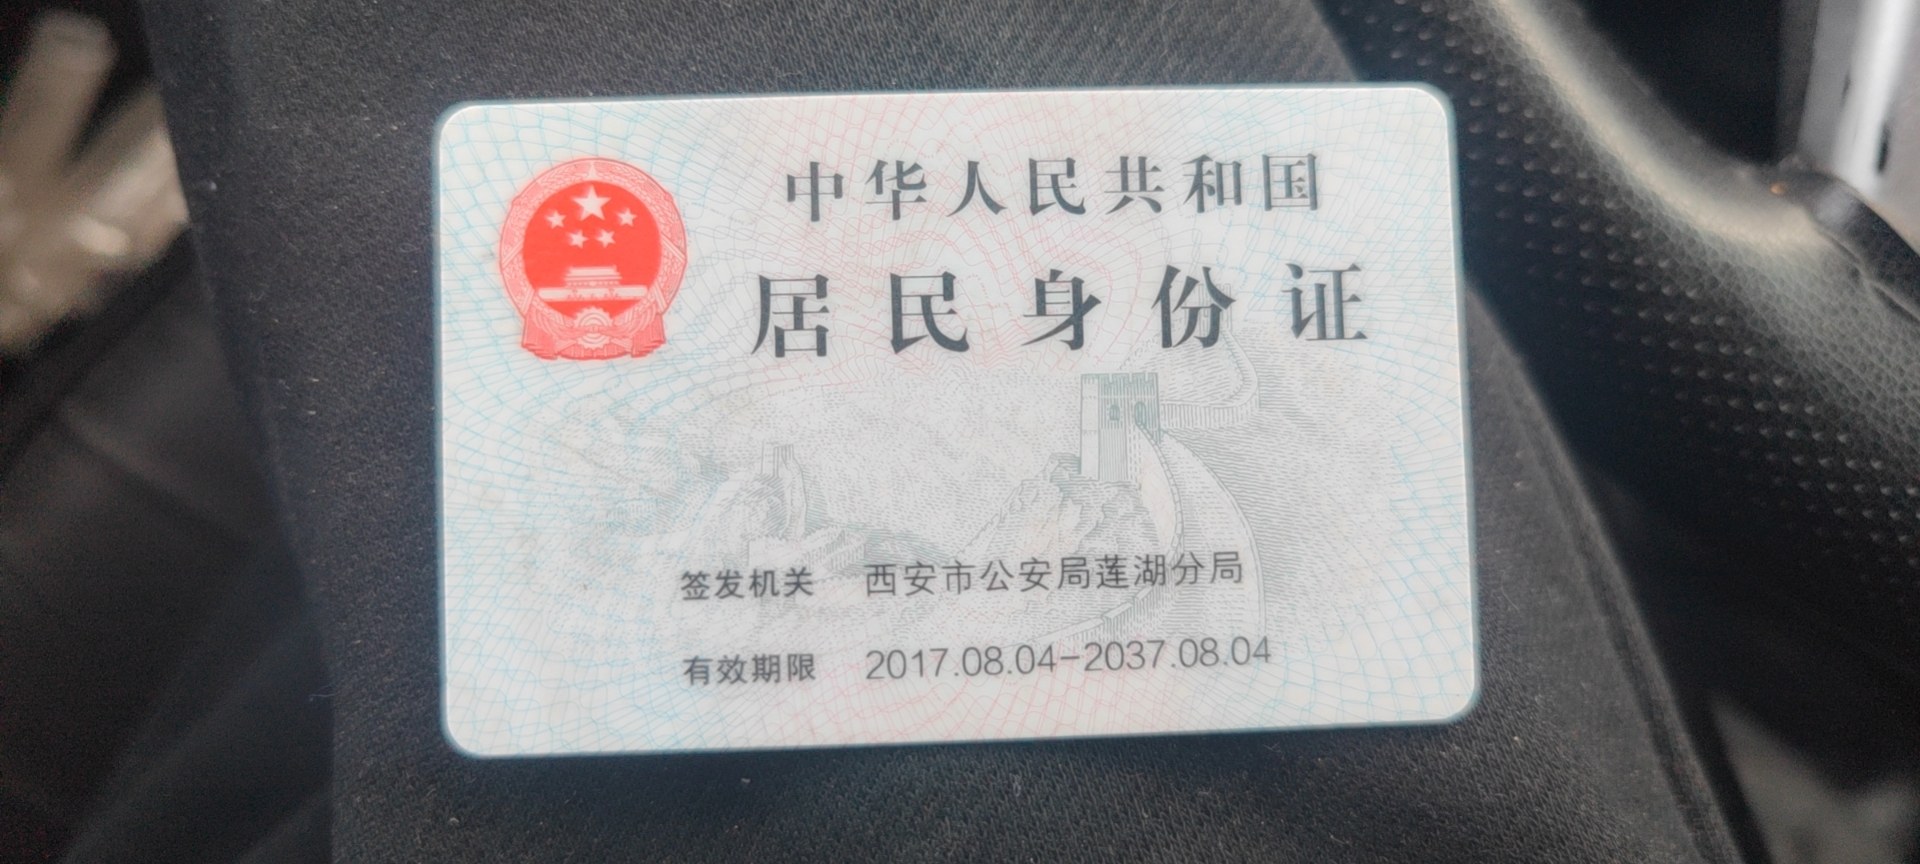 中华人民共和国
居民身份证
签发机关 西安市公安局莲湖分局
有效期限 2017.08.04-2037.08.04